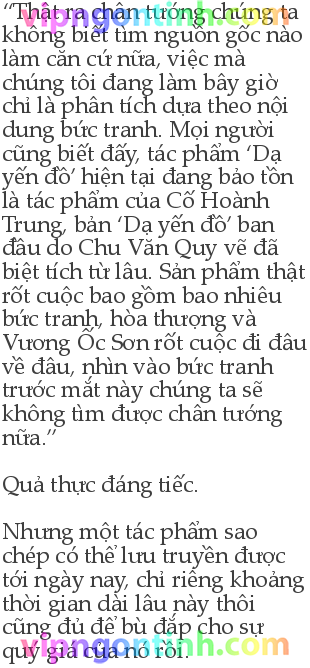 vipngontinh.com
"Thật ra chân tướng chúng ta
không biết tìm nguồn gốc nào
làm căn cứ nữa, việc mà
chúng tôi đang làm bây giờ
chỉ là phân tích dựa theo nội
dung bức tranh. Mọi người
cũng biết đấy, tác phẩm ‘Dạ
yến đồ’ hiện tại đang bảo tồn
là tác phẩm của Cố Hoành
Trung, bản ‘Dạ yến đồ’ ban
đầu do Chu Văn Quy vẽ đã
biệt tích từ lâu. Sản phẩm thật
rốt cuộc bao gồm bao nhiêu
bức tranh, hòa thượng và
Vương Ốc Sơn rốt cuộc đi đâu
về đâu, nhìn vào bức tranh
trước mắt này chúng ta sẽ
không tìm được chân tướng
nữa."
Quả thực đáng tiếc.
Nhưng một tác phẩm sao
chép có thể lưu truyền được
tới ngày nay, chỉ riêng khoảng
thời gian dài lâu này thôi
cũng đủ để bù đắp cho sự
quý giá của nó rồi.
vipngontinh.com